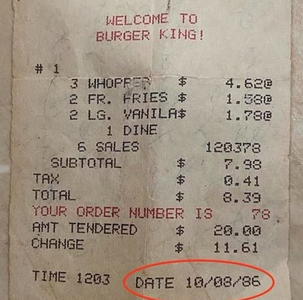 WELCOME TO
BURGER KING!
# 1
3 WHOPPER $ 4.62@
2 FR. FRIES $ 1.58@
2 LG. VANILA$ 1.78@
1 DINE
6 SALES 120378
SUBTOTAL $ 7.98
TAX $ 0.41
TOTAL $ 8.39
YOUR ORDER NUMBER IS 78
AMT TENDERED $ 20.00
CHANGE $ 11.61
TIME 1203 DATE 10/08/86